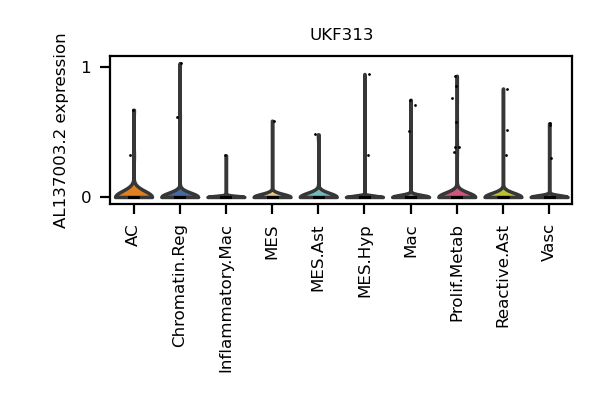 UKF313
AL137003.2 expression
1
0
AC
Chromatin.Reg
Inflammatory.Mac
MES
MES.Ast
MES.Hyp
Mac
Prolif.Metab
Reactive.Ast
Vasc